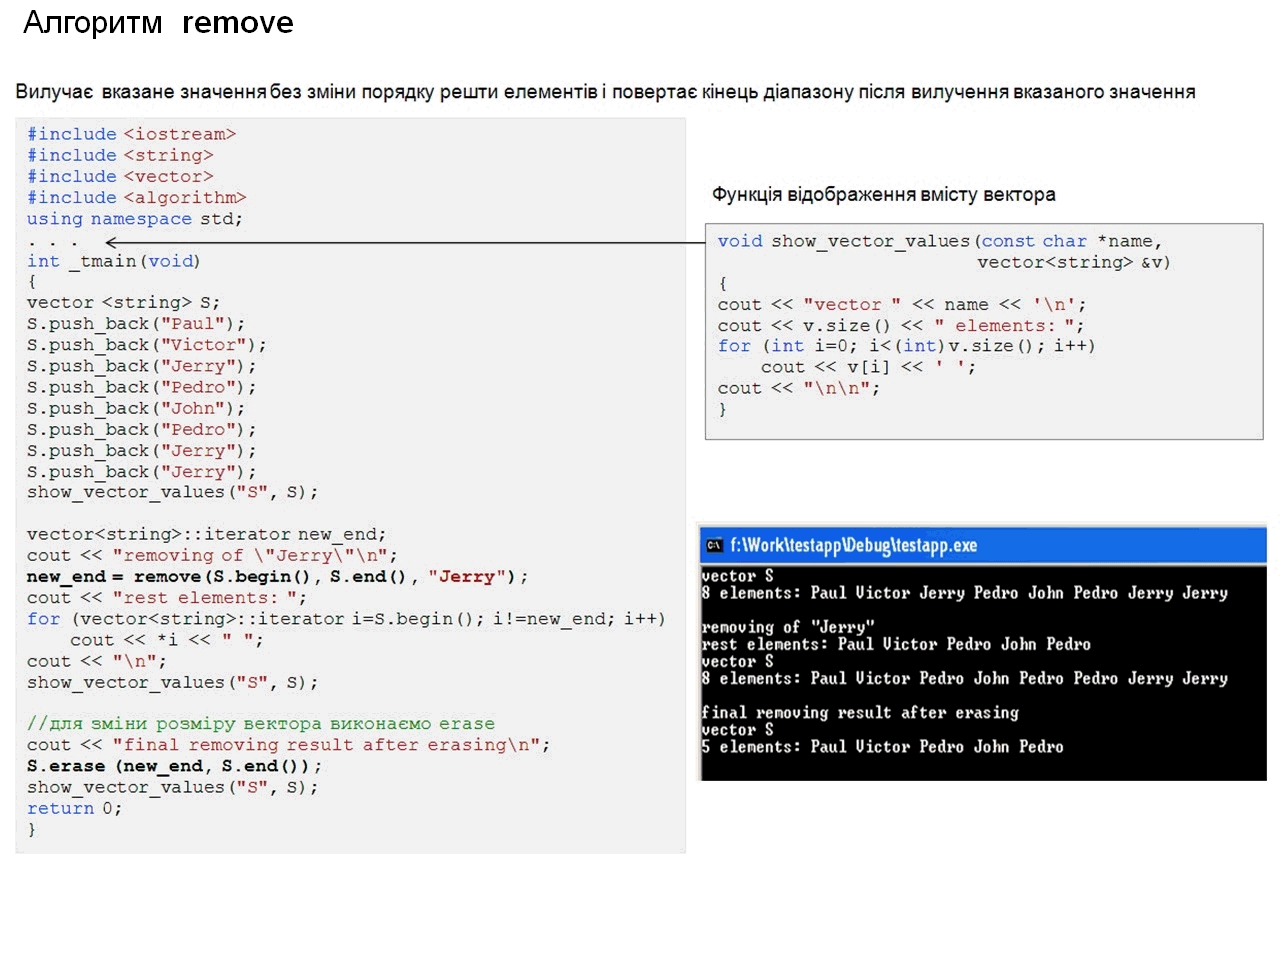 Алгоритм remove
Вилучає вказане значення без зміни порядку решти елементів і повертає кінець діапазону після вилучення вказаного значення
#include <iostream>
#include <string>
#include <vector>
#include <algorithm>
using namespace std;
. . .
int _tmain(void)
{
vector <string> S;
S.push_back("Paul");
S.push_back("Victor");
S.push_back("Jerry");
S.push_back("Pedro");
S.push_back("John");
S.push_back("Pedro");
S.push_back("Jerry");
S.push_back("Jerry");
show_vector_values("S", S);
vector<string>::iterator new_end;
cout << "removing of \"Jerry\"\n";
new_end = remove(S.begin(), S.end(), "Jerry");
cout << "rest elements: ";
for (vector<string>::iterator i=S.begin(); i!=new_end; i++)
cout << *i << " ";
cout << "\n";
show_vector_values("S", S);
//для зміни розміру вектора виконаємо erase
cout << "final removing result after erasing\n";
S.erase (new_end, S.end());
show_vector_values("S", S);
return 0;
}
Функція відображення вмісту вектора
void show_vector_values(const char *name,
vector<string> &v)
{
cout << "vector " << name << '\n';
cout << v.size() << " elements: ";
for (int i=0; i<(int)v.size(); i++)
cout << v[i] << ' ';
cout << "\n\n";
}
f:\Work\testapp\Debug\testapp.exe
vector S
8 elements: Paul Victor Jerry Pedro John Pedro Jerry Jerry
removing of "Jerry"
rest elements: Paul Victor Pedro John Pedro
vector S
8 elements: Paul Victor Pedro John Pedro Pedro Jerry Jerry
final removing result after erasing
vector S
5 elements: Paul Victor Pedro John Pedro